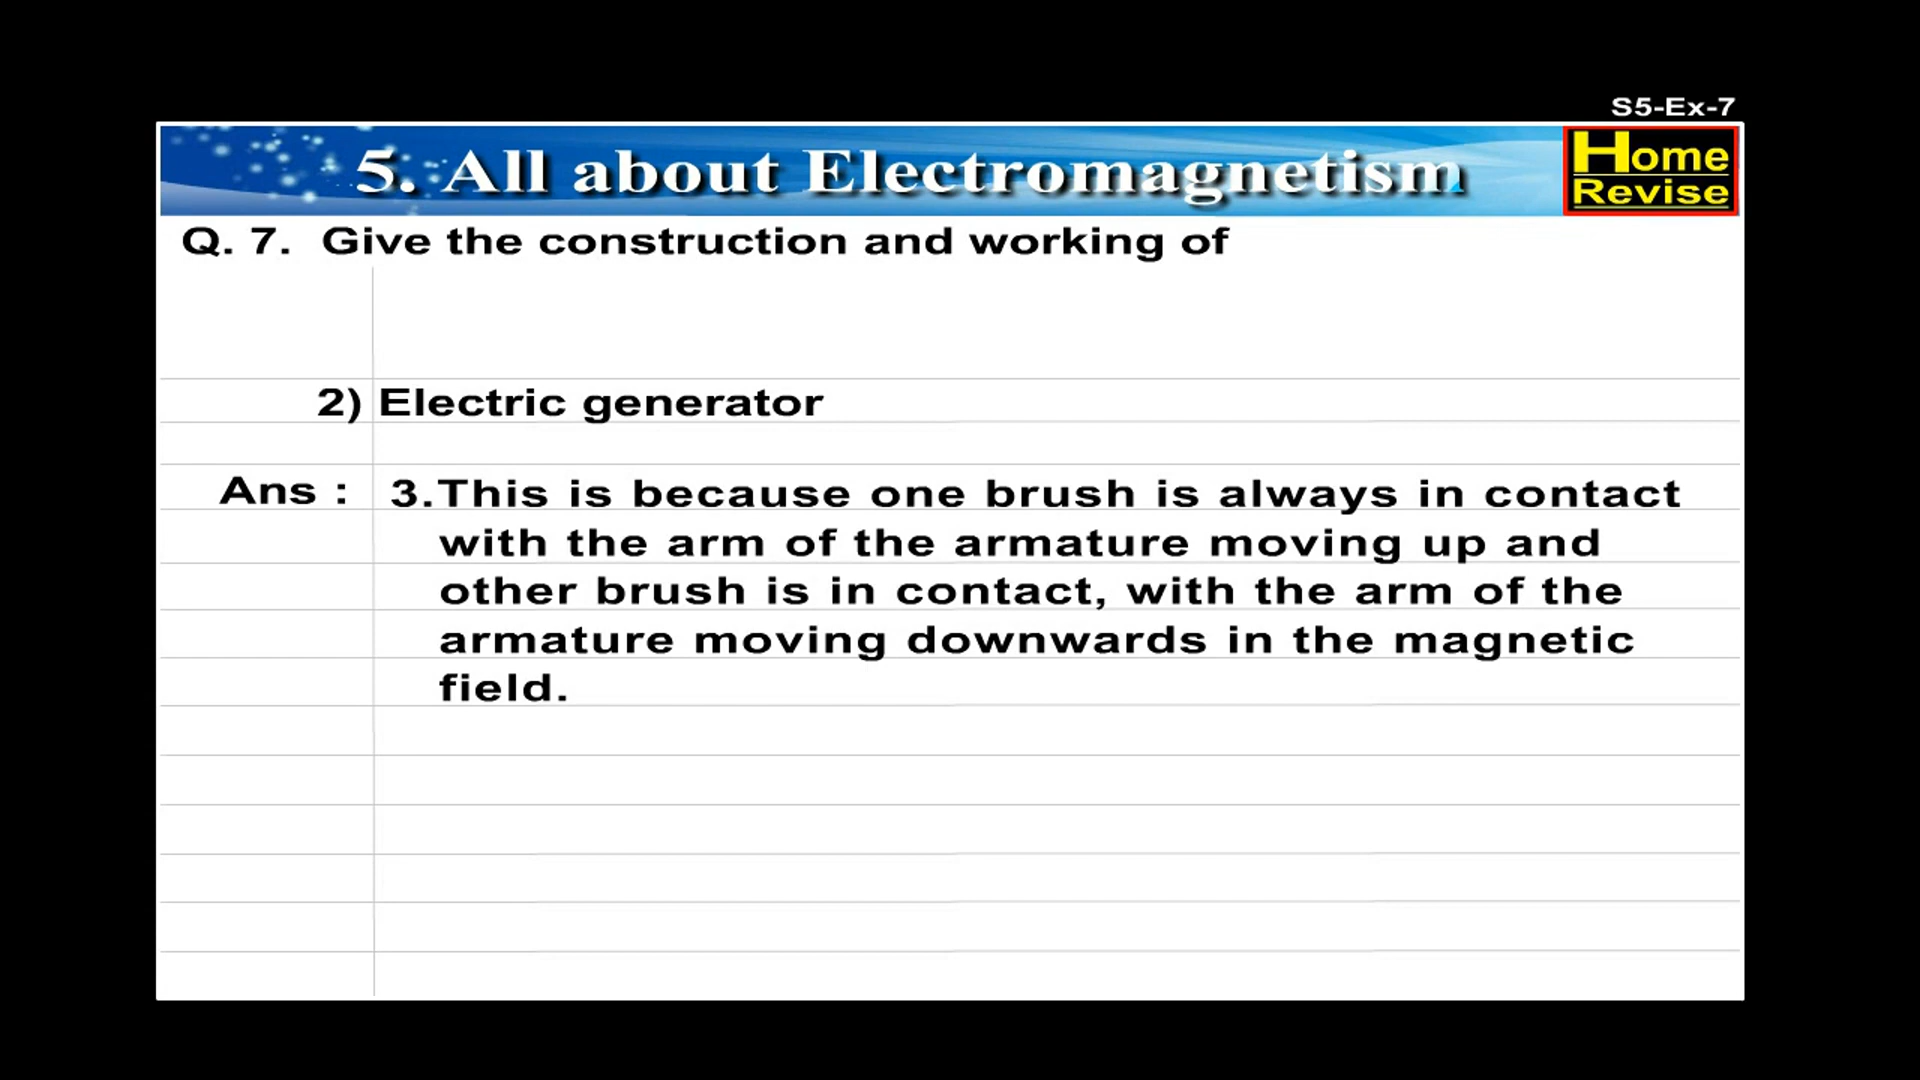 S5-Ex-7
5. All about Electromagnetism
Home
Revise
Q. 7. Give the construction and working of
2) Electric generator
Ans : 3.This is because one brush is always in contact
with the arm of the armature moving up and
other brush is in contact, with the arm of the
armature moving downwards in the magnetic
field.